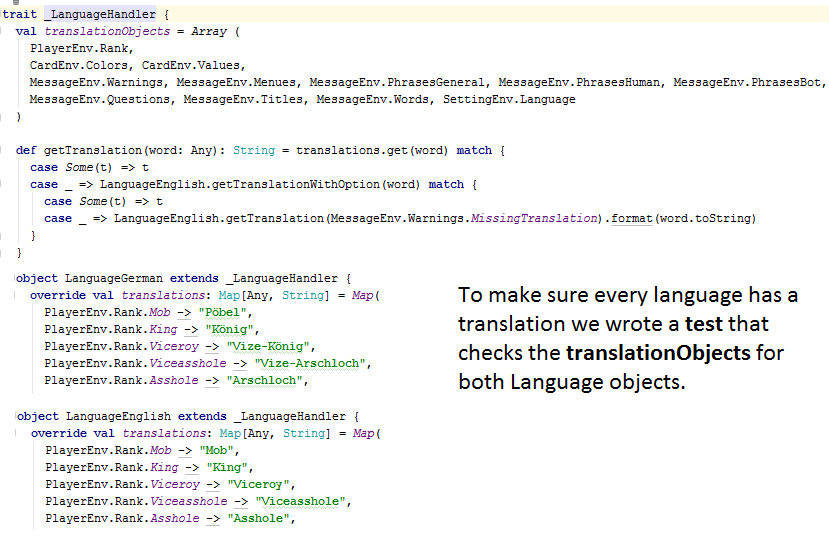 trait _LanguageHandler {
val translationObjects = Array (
PlayerEnv.Rank,
CardEnv.Colors, CardEnv.Values,
MessageEnv.Warnings, MessageEnv.Menues, MessageEnv.PhrasesGeneral, MessageEnv.PhrasesHuman, MessageEnv.PhrasesBot,
MessageEnv.Questions, MessageEnv.Titles, MessageEnv.Words, SettingEnv.Language
)
def getTranslation(word: Any): String = translations.get(word) match {
case Some(t) => t
case _ => LanguageEnglish.getTranslationWithOption(word) match {
case Some(t) => t
case _ => LanguageEnglish.getTranslation(MessageEnv.Warnings.MissingTranslation).format(word.toString)
}
}
object LanguageGerman extends _LanguageHandler {
override val translations: Map[Any, String] = Map(
PlayerEnv.Rank.Mob -> "Pöbel",
PlayerEnv.Rank.King -> "König",
PlayerEnv.Rank.Viceroy -> "Vize-König",
PlayerEnv.Rank.Viceasshole -> "Vize-Arschloch",
PlayerEnv.Rank.Asshole -> "Arschloch",
To make sure every language has a
translation we wrote a test that
checks the translationObjects for
both Language objects.
object LanguageEnglish extends _LanguageHandler {
override val translations: Map[Any, String] = Map(
PlayerEnv.Rank.Mob -> "Mob",
PlayerEnv.Rank.King -> "King",
PlayerEnv.Rank.Viceroy -> "Viceroy",
PlayerEnv.Rank.Viceasshole -> "Viceasshole",
PlayerEnv.Rank.Asshole -> "Asshole",